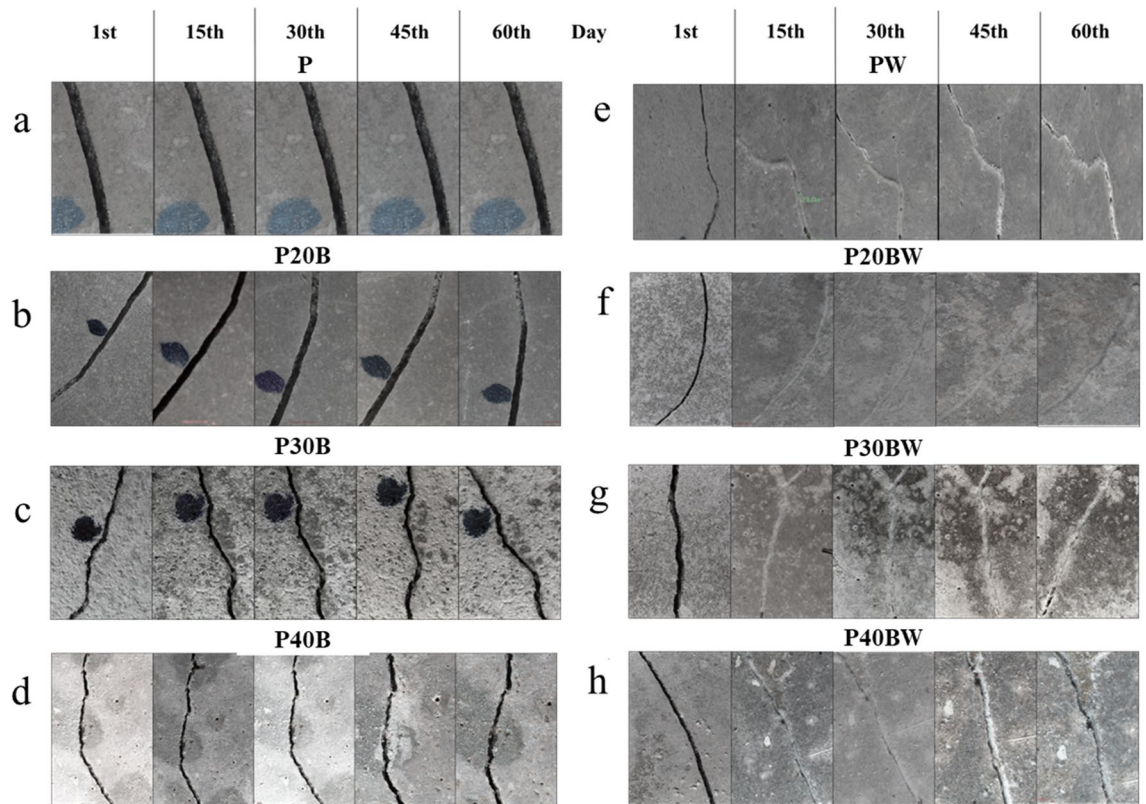 1st 15th 30th 45th 60th Day 1st 15th 30th 45th 60th
P PW
a e
P20B P20BW
b f
P30B P30BW
c g
P40B P40BW
d h